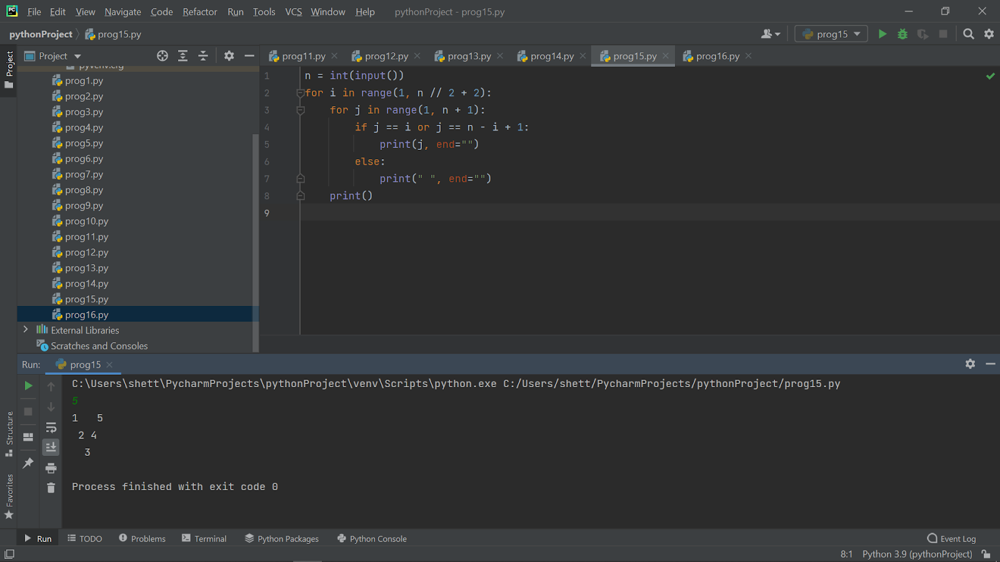 PC File Edit View Navigate Code Refactor Run Tools VCS Window Help pythonProject - prog15.py
pythonProject prog15.py prog15
Project
Project
prog11.py prog12.py prog13.py prog14.py prog15.py prog16.py
pyvenv.cfg
prog1.py
prog2.py
prog3.py
prog4.py
prog5.py
prog6.py
prog7.py
prog8.py
prog9.py
prog10.py
prog11.py
prog12.py
prog13.py
prog14.py
prog15.py
prog16.py
External Libraries
Scratches and Consoles
1 n = int(input())
2 for i in range(1, n // 2 + 2):
3     for j in range(1, n + 1):
4         if j == i or j == n - i + 1:
5             print(j, end="")
6         else:
7             print(" ", end="")
8     print()
9
Run: prog15
C:\Users\shett\PycharmProjects\pythonProject\venv\Scripts\python.exe C:/Users/shett/PycharmProjects/pythonProject/prog15.py
5
1   5
 2 4
  3
Process finished with exit code 0
Structure
Favorites
Run TODO Problems Terminal Python Packages Python Console Event Log
8:1 Python 3.9 (pythonProject)